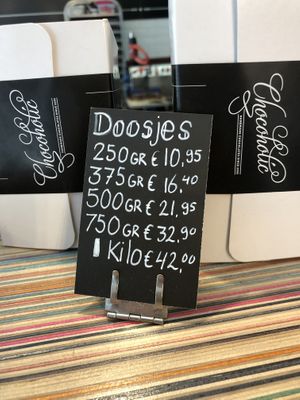 Doosjes
250GR € 10,95
375GR € 16.40
500GR € 21,95
750GR € 32.90
1 Kilo € 42,00
Chocoholic
Chocoholic